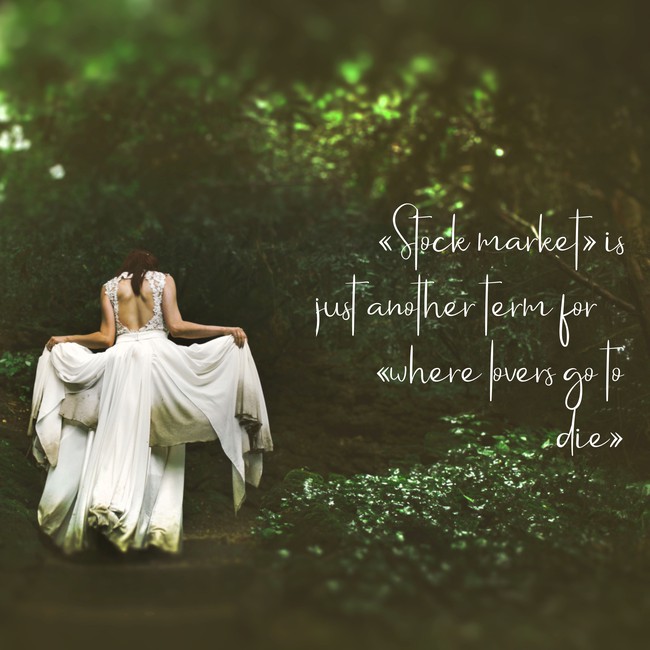 «Stock market» is
just another term for
«where lovers go to
die»